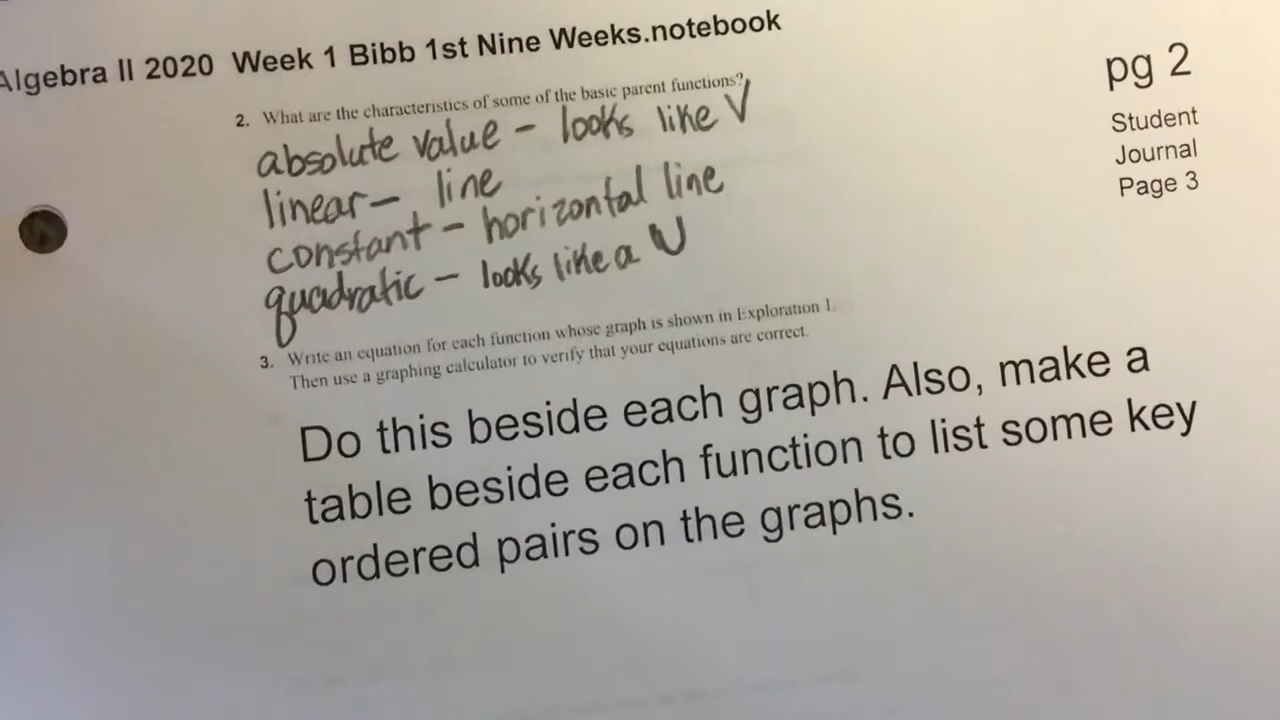 Algebra II 2020 Week 1 Bibb 1st Nine Weeks.notebook
pg 2
Student
Journal
Page 3
2. What are the characteristics of some of the basic parent functions?
absolute value - looks like V
linear - line
constant - horizontal line
quadratic - looks like a U
3. Write an equation for each function whose graph is shown in Exploration 1.
Then use a graphing calculator to verify that your equations are correct.
Do this beside each graph. Also, make a
table beside each function to list some key
ordered pairs on the graphs.